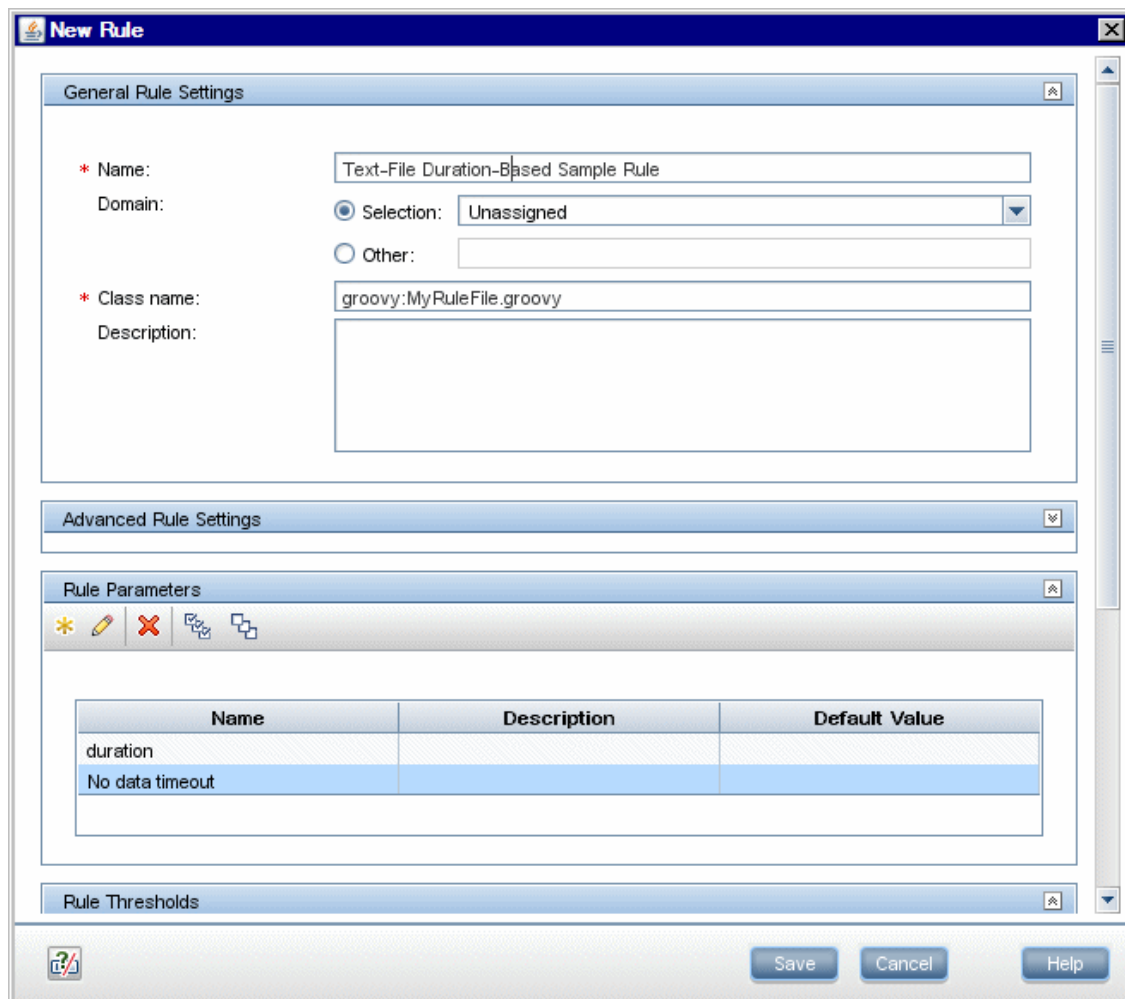 New Rule
General Rule Settings
* Name: Text-File Duration-Based Sample Rule
Domain: Selection: Unassigned
Other:
* Class name: groovy:MyRuleFile.groovy
Description:
Advanced Rule Settings
Rule Parameters
Name Description Default Value
duration
No data timeout
Rule Thresholds
Save Cancel Help